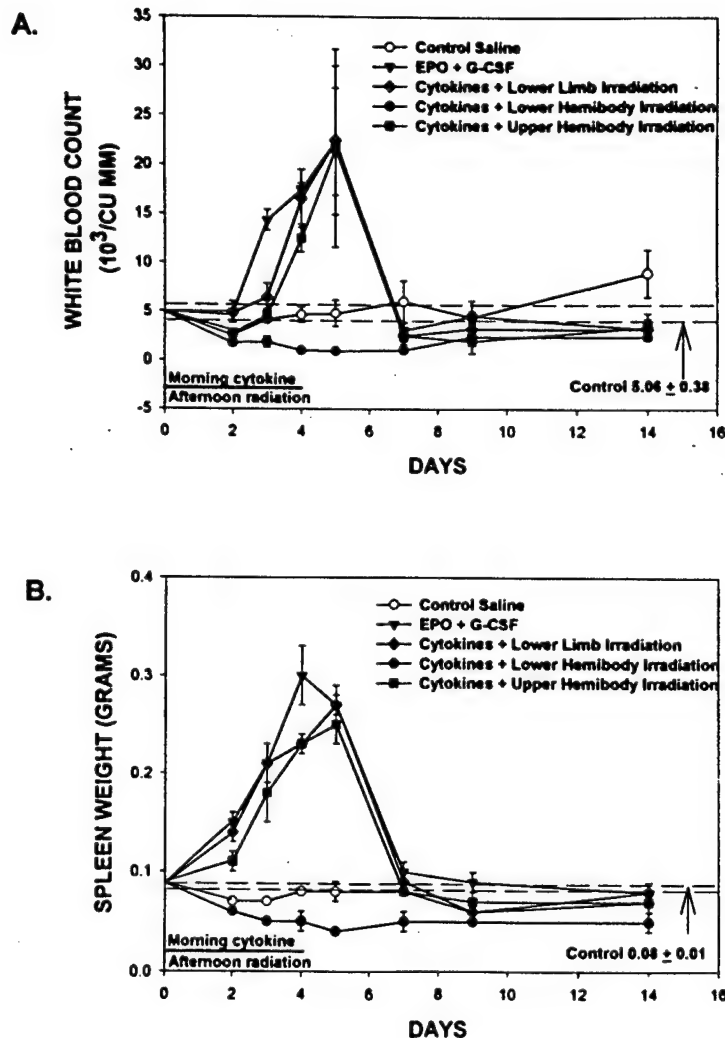 A.
WHITE BLOOD COUNT
(10³/CU MM)
35
30
25
20
15
10
5
0
-5
Control Saline
EPO + G-CSF
Cytokines + Lower Limb Irradiation
Cytokines + Lower Hemibody Irradiation
Cytokines + Upper Hemibody Irradiation
Morning cytokine
Afternoon radiation
Control 5.06 ± 0.38
0 2 4 6 8 10 12 14 16
DAYS
B.
SPLEEN WEIGHT (GRAMS)
0.4
0.3
0.2
0.1
0.0
Control Saline
EPO + G-CSF
Cytokines + Lower Limb Irradiation
Cytokines + Lower Hemibody Irradiation
Cytokines + Upper Hemibody Irradiation
Morning cytokine
Afternoon radiation
Control 0.08 ± 0.01
0 2 4 6 8 10 12 14 16
DAYS